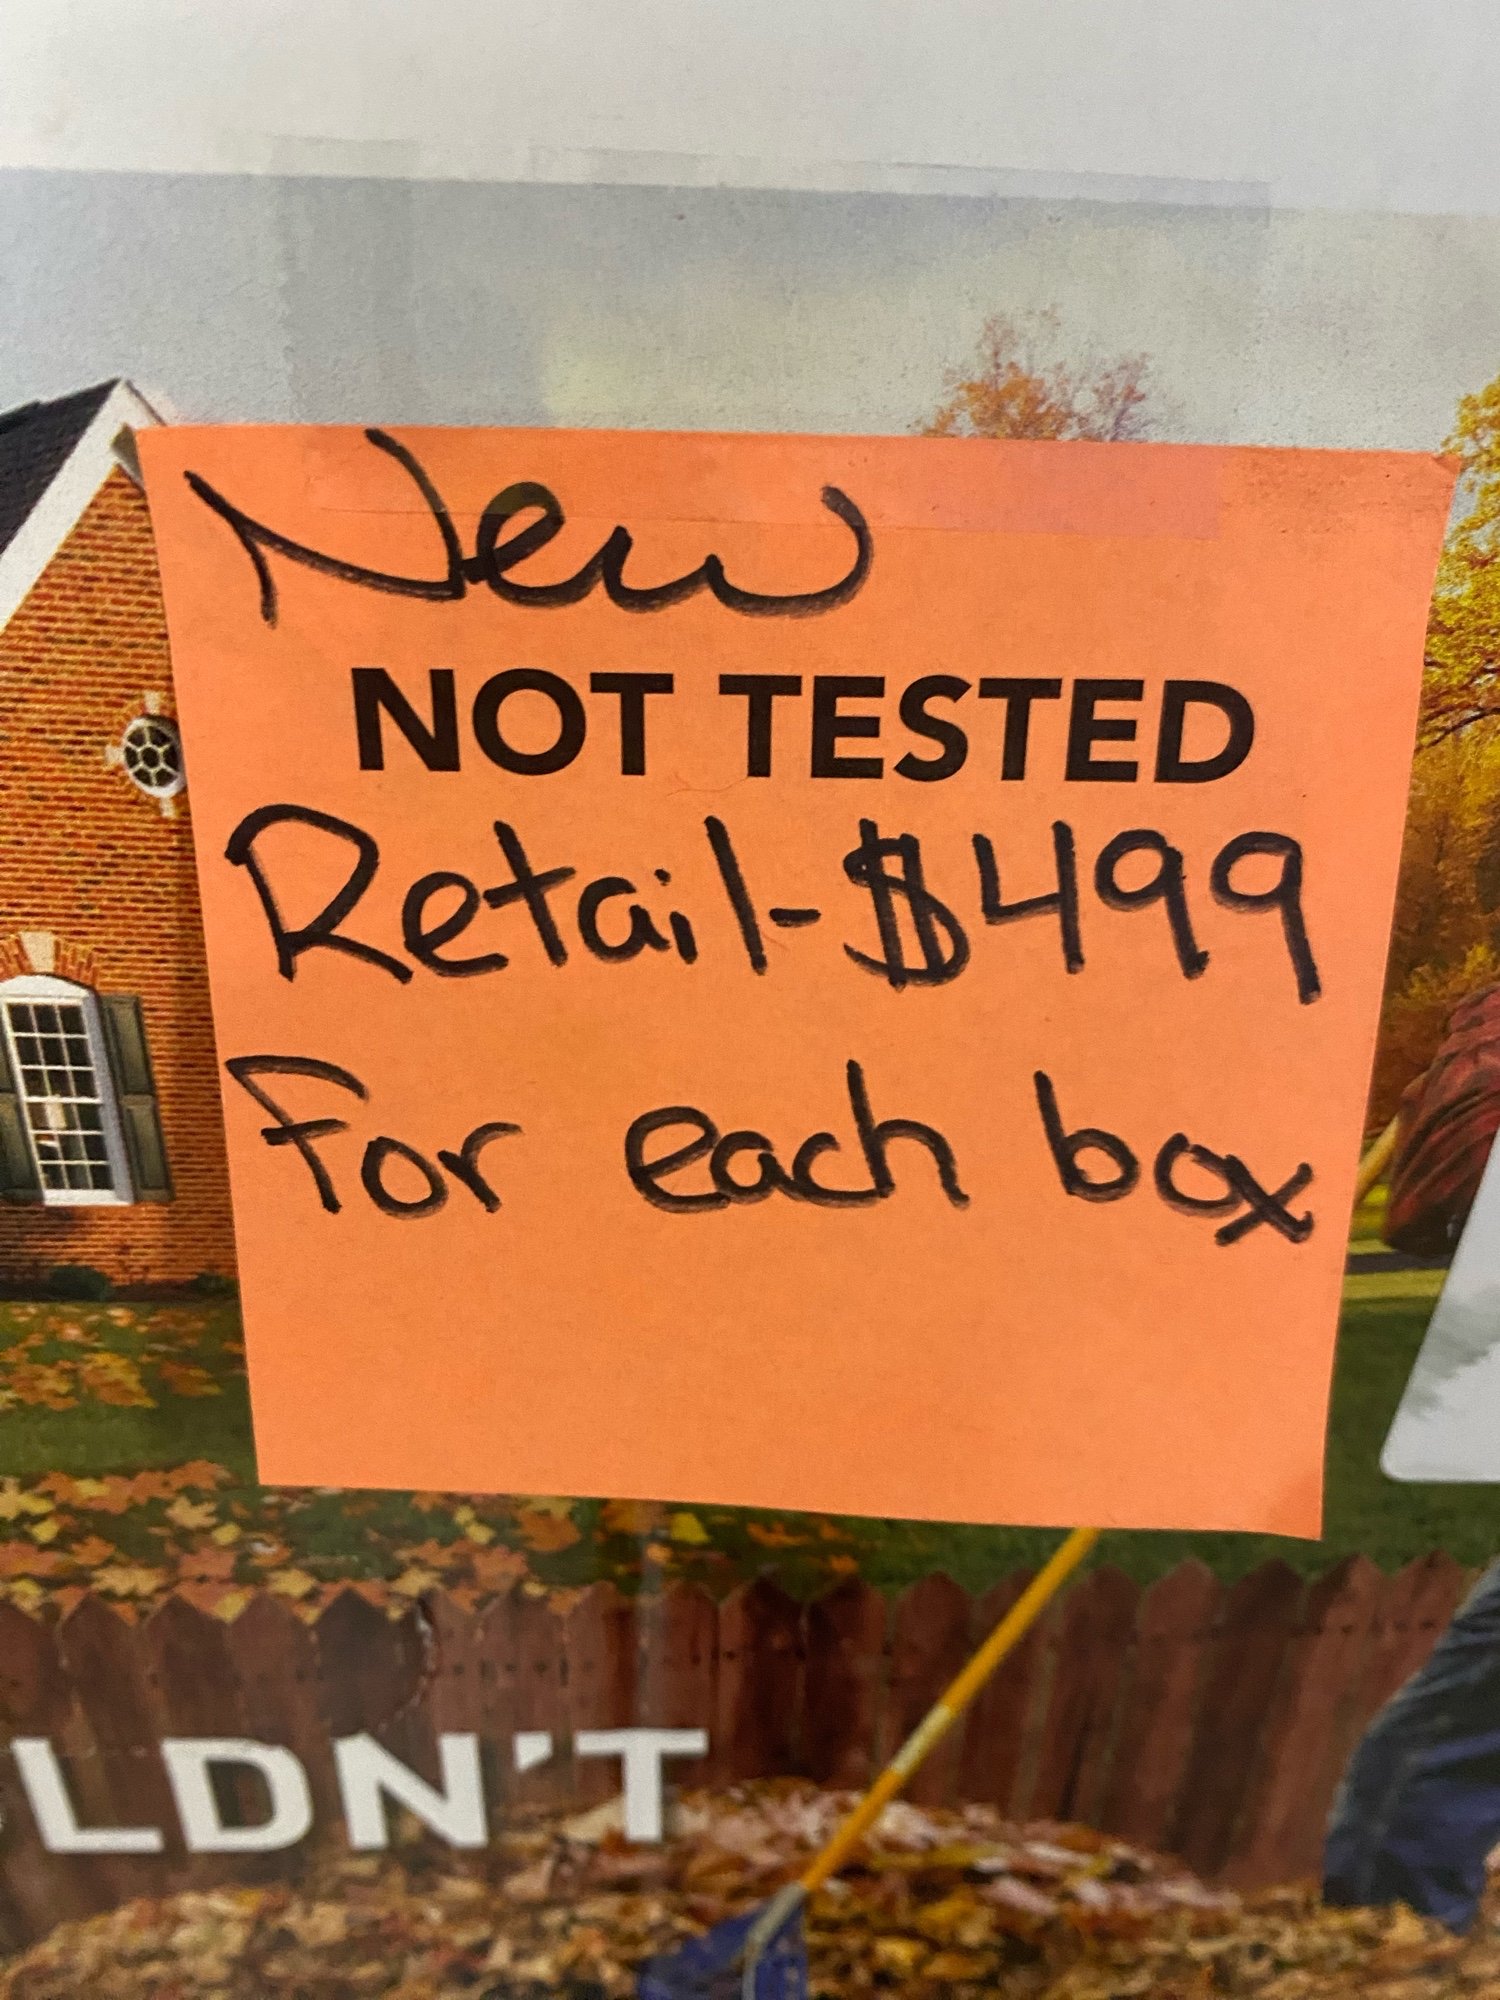 New
NOT TESTED
Retail-$499
For each box
LDN'T